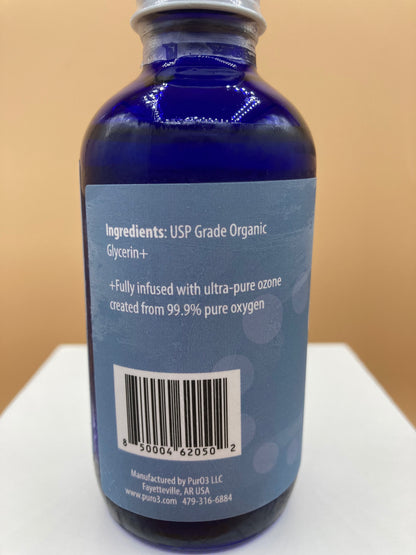 Ingredients: USP Grade Organic
Glycerin+
+Fully infused with ultra-pure ozone
created from 99.9% pure oxygen
8 50004 62050 2
Manufactured by PurO3 LLC
Fayetteville, AR USA
www.puro3.com 479-316-6884